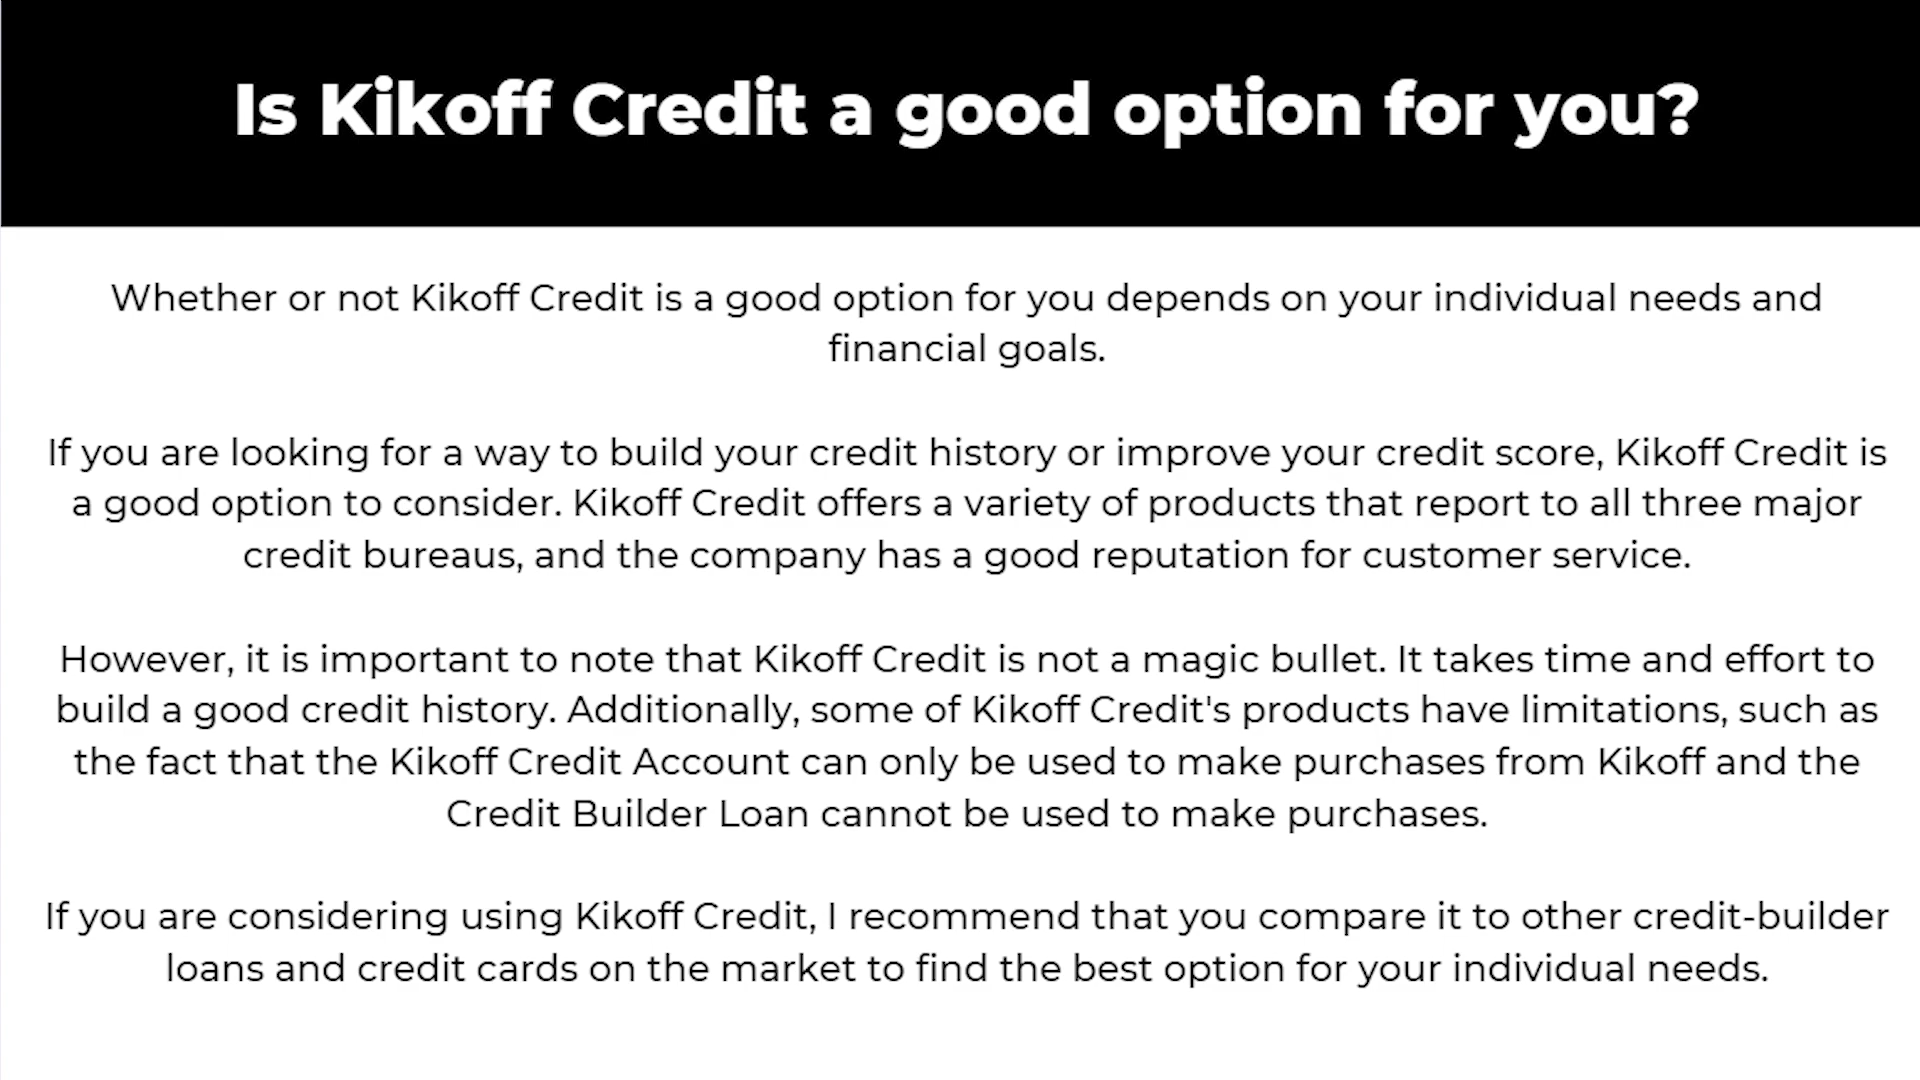 Is Kikoff Credit a good option for you?
Whether or not Kikoff Credit is a good option for you depends on your individual needs and
financial goals.
If you are looking for a way to build your credit history or improve your credit score, Kikoff Credit is
a good option to consider. Kikoff Credit offers a variety of products that report to all three major
credit bureaus, and the company has a good reputation for customer service.
However, it is important to note that Kikoff Credit is not a magic bullet. It takes time and effort to
build a good credit history. Additionally, some of Kikoff Credit's products have limitations, such as
the fact that the Kikoff Credit Account can only be used to make purchases from Kikoff and the
Credit Builder Loan cannot be used to make purchases.
If you are considering using Kikoff Credit, I recommend that you compare it to other credit-builder
loans and credit cards on the market to find the best option for your individual needs.